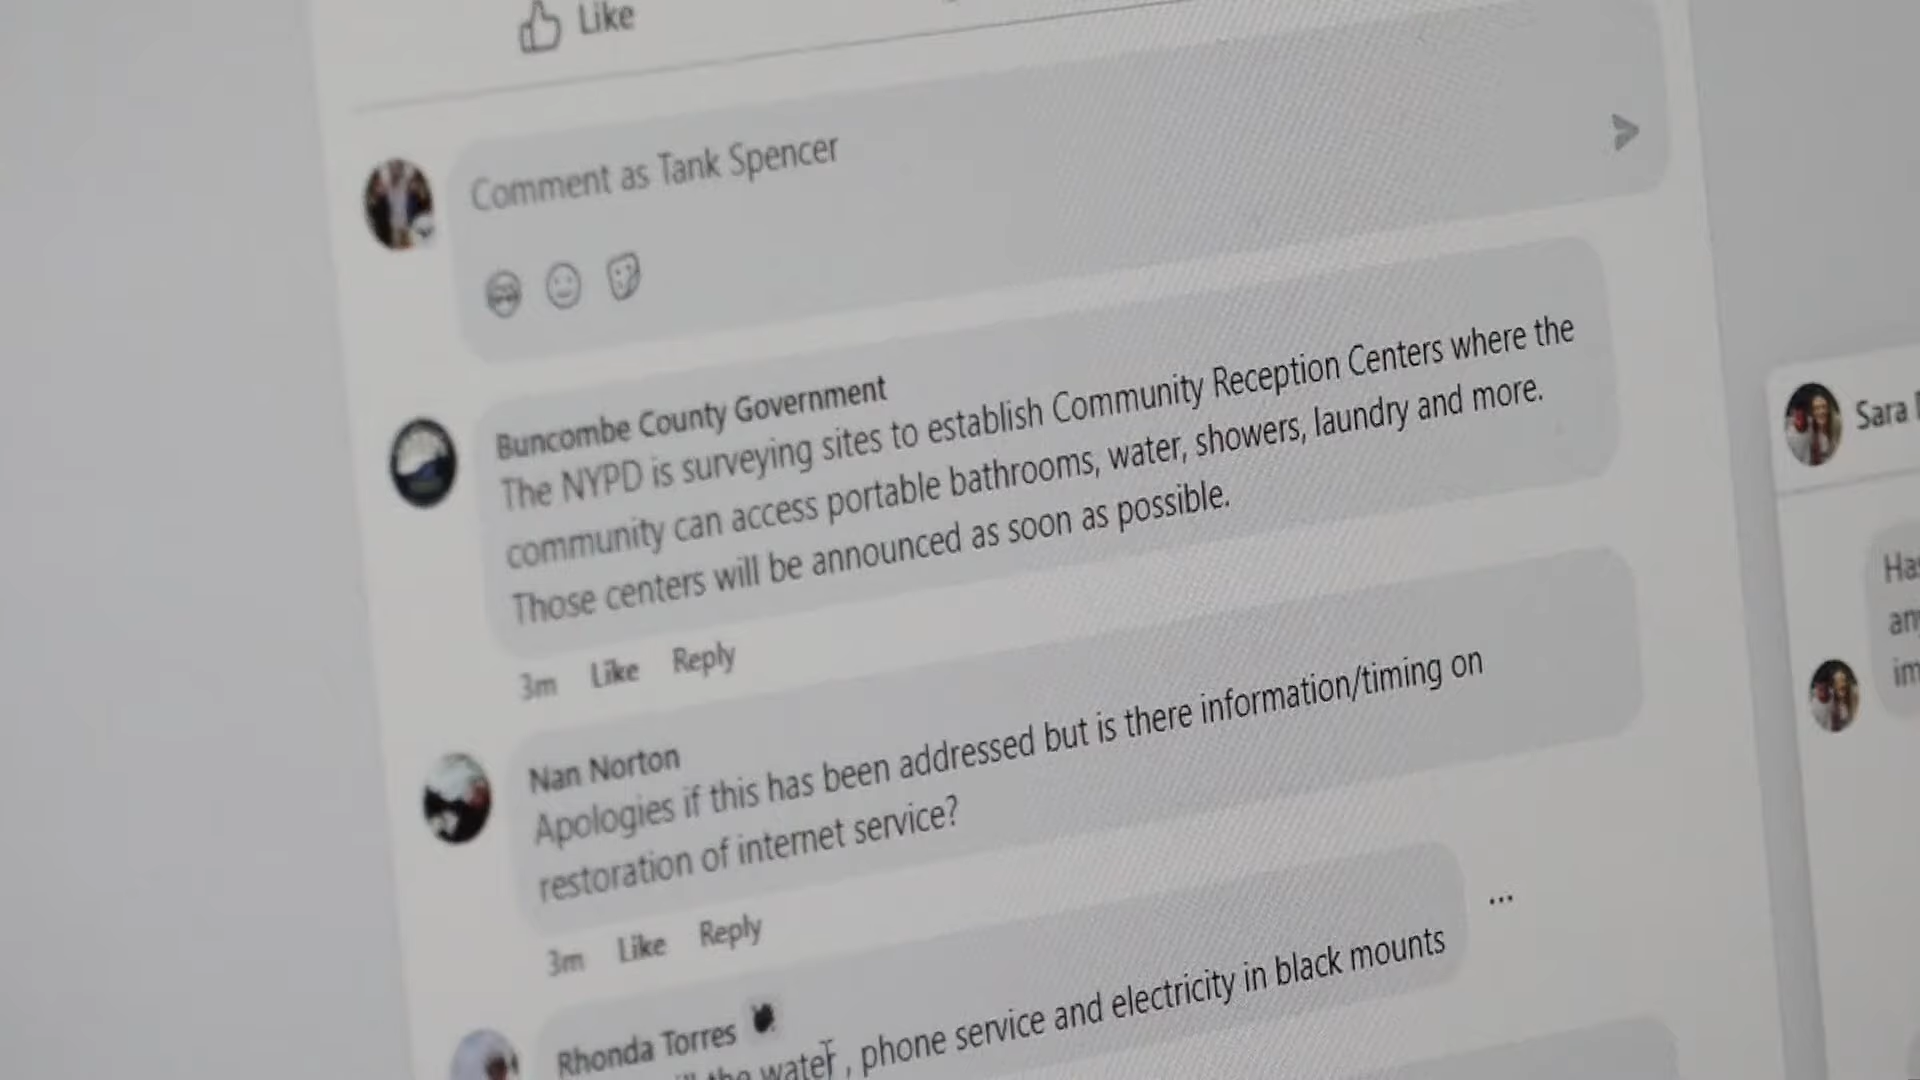 Like
Comment as Tank Spencer
Buncombe County Government
The NYPD is surveying sites to establish Community Reception Centers where the
community can access portable bathrooms, water, showers, laundry and more.
Those centers will be announced as soon as possible.
3m Like Reply
Nan Norton
Apologies if this has been addressed but is there information/timing on
restoration of internet service?
3m Like Reply
Rhonda Torres
the water , phone service and electricity in black mounts
Sara